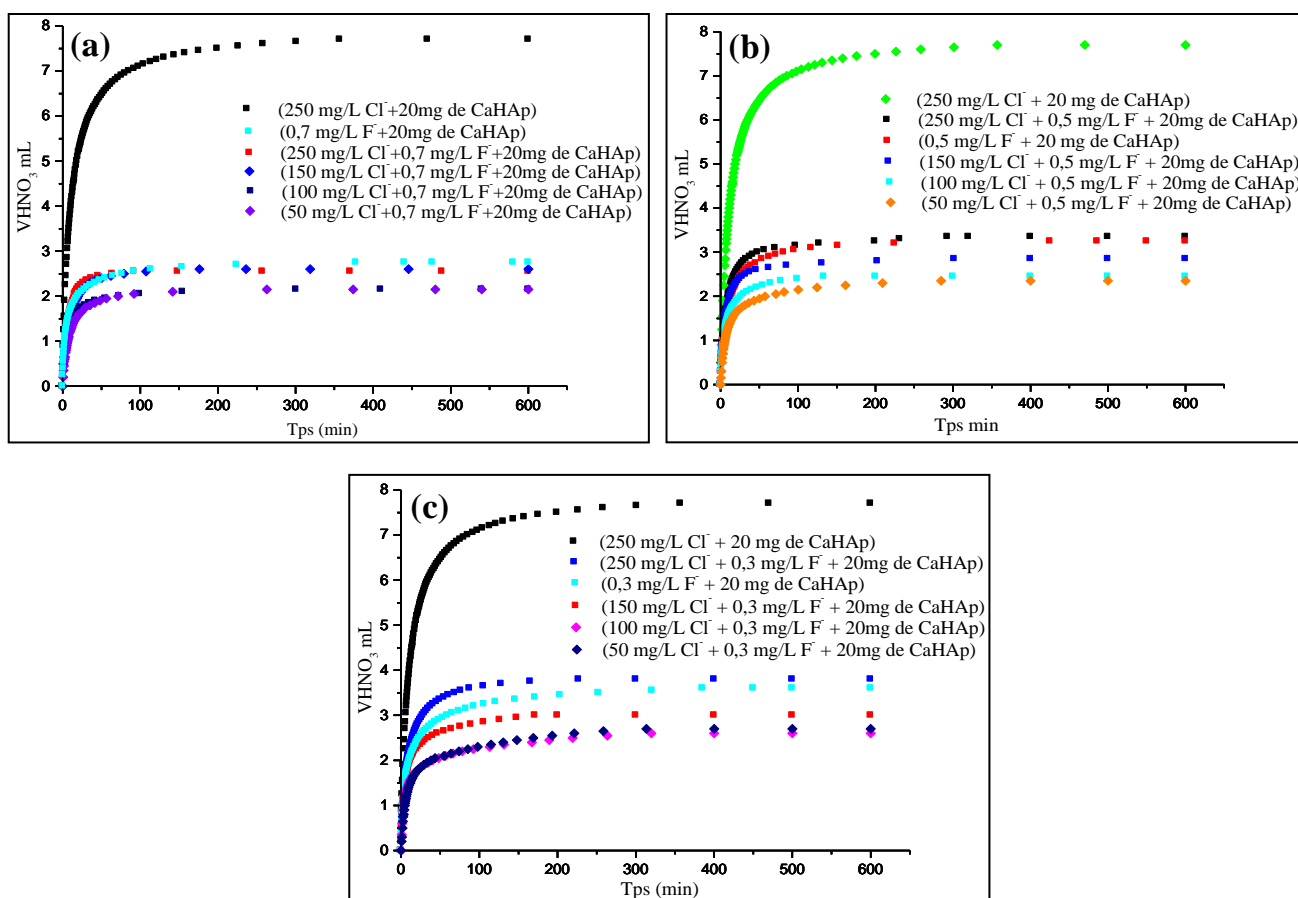 (a)
8
7
6
5
4
3
2
1
0
VHNO₃ mL
(250 mg/L Cl⁻+20mg de CaHAp)
(0,7 mg/L F⁻+20mg de CaHAp)
(250 mg/L Cl⁻+0,7 mg/L F⁻+20mg de CaHAp)
(150 mg/L Cl⁻+0,7 mg/L F⁻+20mg de CaHAp)
(100 mg/L Cl⁻+0,7 mg/L F⁻+20mg de CaHAp)
(50 mg/L Cl⁻+0,7 mg/L F⁻+20mg de CaHAp)
0 100 200 300 400 500 600
Tps (min)
(b)
8
7
6
5
4
3
2
1
0
VHNO₃ mL
(250 mg/L Cl⁻ + 20 mg de CaHAp)
(250 mg/L Cl⁻ + 0,5 mg/L F⁻ + 20mg de CaHAp)
(0,5 mg/L F⁻ + 20 mg de CaHAp)
(150 mg/L Cl⁻ + 0,5 mg/L F⁻ + 20mg de CaHAp)
(100 mg/L Cl⁻ + 0,5 mg/L F⁻ + 20mg de CaHAp)
(50 mg/L Cl⁻ + 0,5 mg/L F⁻ + 20mg de CaHAp)
0 100 200 300 400 500 600
Tps min
(c)
8
7
6
5
4
3
2
1
0
VHNO₃ mL
(250 mg/L Cl⁻ + 20 mg de CaHAp)
(250 mg/L Cl⁻ + 0,3 mg/L F⁻ + 20mg de CaHAp)
(0,3 mg/L F⁻ + 20 mg de CaHAp)
(150 mg/L Cl⁻ + 0,3 mg/L F⁻ + 20mg de CaHAp)
(100 mg/L Cl⁻ + 0,3 mg/L F⁻ + 20mg de CaHAp)
(50 mg/L Cl⁻ + 0,3 mg/L F⁻ + 20mg de CaHAp)
0 100 200 300 400 500 600
Tps (min)